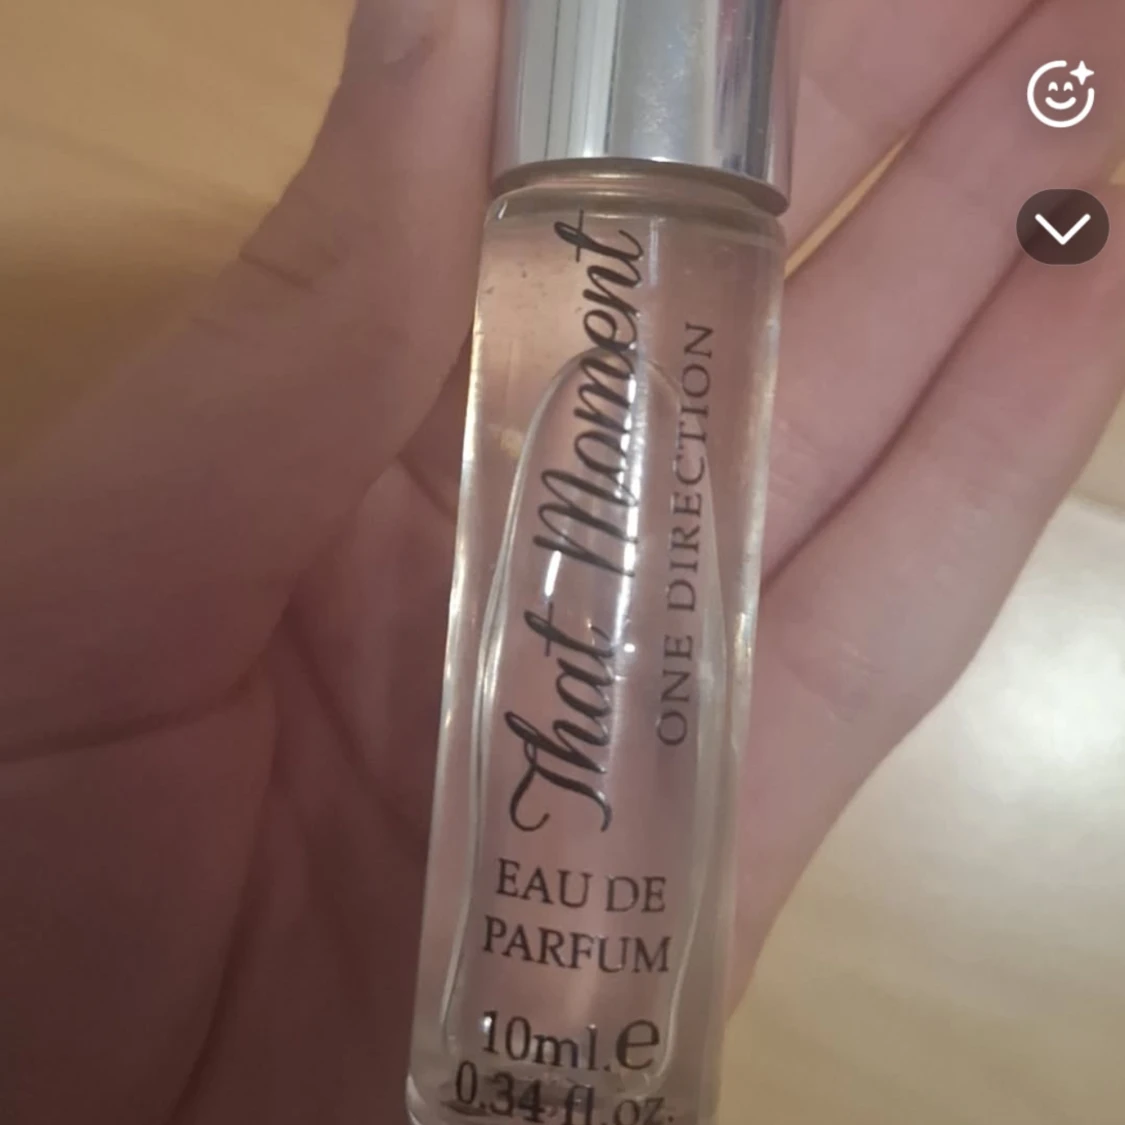 That Moment
ONE DIRECTION
EAU DE
PARFUM
10ml.e
0.34 fl.oz.